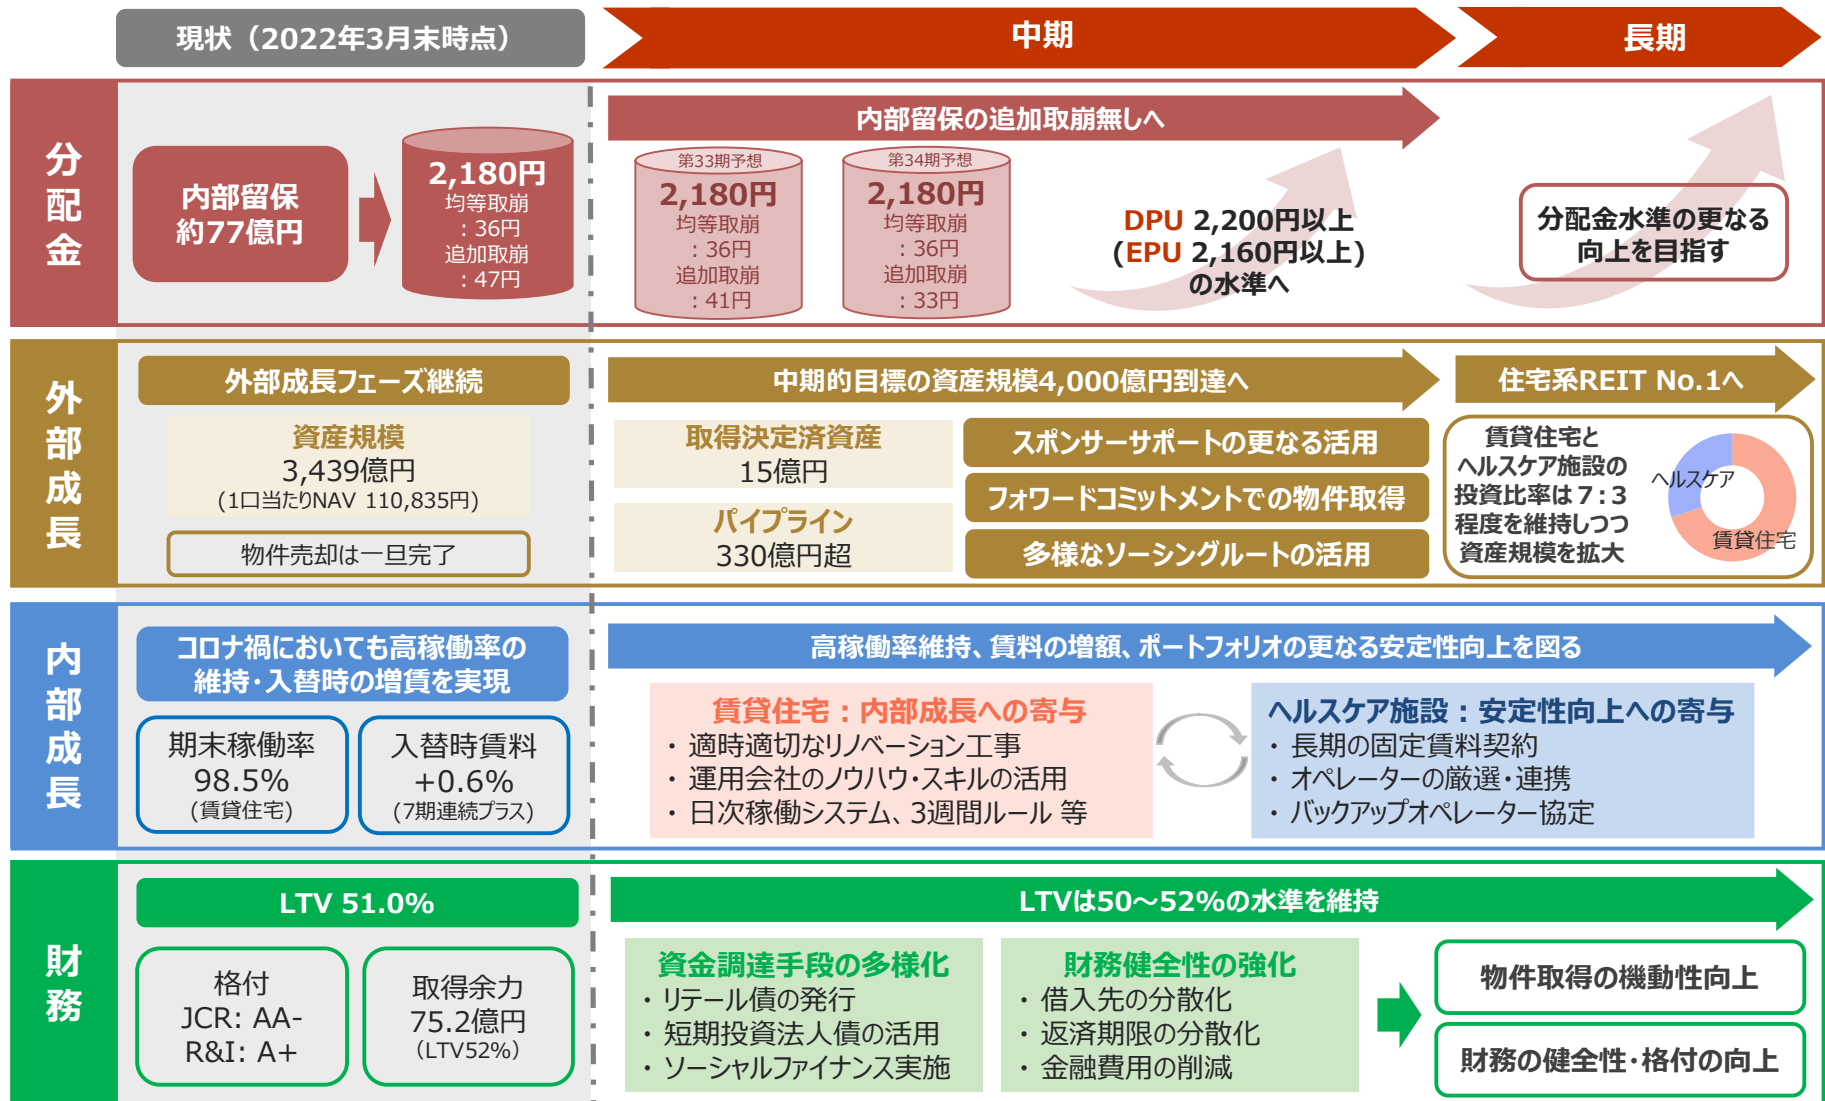 現状（2022年3月末時点）
中期
長期
分配金
内部留保
約77億円
2,180円
均等取崩
：36円
追加取崩
：47円
内部留保の追加取崩無しへ
第33期予想
2,180円
均等取崩
：36円
追加取崩
：41円
第34期予想
2,180円
均等取崩
：36円
追加取崩
：33円
DPU 2,200円以上
(EPU 2,160円以上)
の水準へ
分配金水準の更なる
向上を目指す
外部成長
外部成長フェーズ継続
資産規模
3,439億円
(1口当たりNAV 110,835円)
物件売却は一旦完了
中期的目標の資産規模4,000億円到達へ
取得決定済資産
15億円
パイプライン
330億円超
スポンサーサポートの更なる活用
フォワードコミットメントでの物件取得
多様なソーシングルートの活用
住宅系REIT No.1へ
賃貸住宅と
ヘルスケア施設の
投資比率は７：３
程度を維持しつつ
資産規模を拡大
ヘルスケア
賃貸住宅
内部成長
コロナ禍においても高稼働率の
維持・入替時の増賃を実現
期末稼働率
98.5%
(賃貸住宅)
入替時賃料
+0.6%
(7期連続プラス)
高稼働率維持、賃料の増額、ポートフォリオの更なる安定性向上を図る
賃貸住宅：内部成長への寄与
・ 適時適切なリノベーション工事
・ 運用会社のノウハウ・スキルの活用
・ 日次稼働システム、3週間ルール 等
ヘルスケア施設：安定性向上への寄与
・ 長期の固定賃料契約
・ オペレーターの厳選・連携
・ バックアップオペレーター協定
財務
LTV 51.0%
格付
JCR: AA-
R&I: A+
取得余力
75.2億円
（LTV52%）
LTVは50～52%の水準を維持
資金調達手段の多様化
・ リテール債の発行
・ 短期投資法人債の活用
・ ソーシャルファイナンス実施
財務健全性の強化
・ 借入先の分散化
・ 返済期限の分散化
・ 金融費用の削減
物件取得の機動性向上
財務の健全性・格付の向上